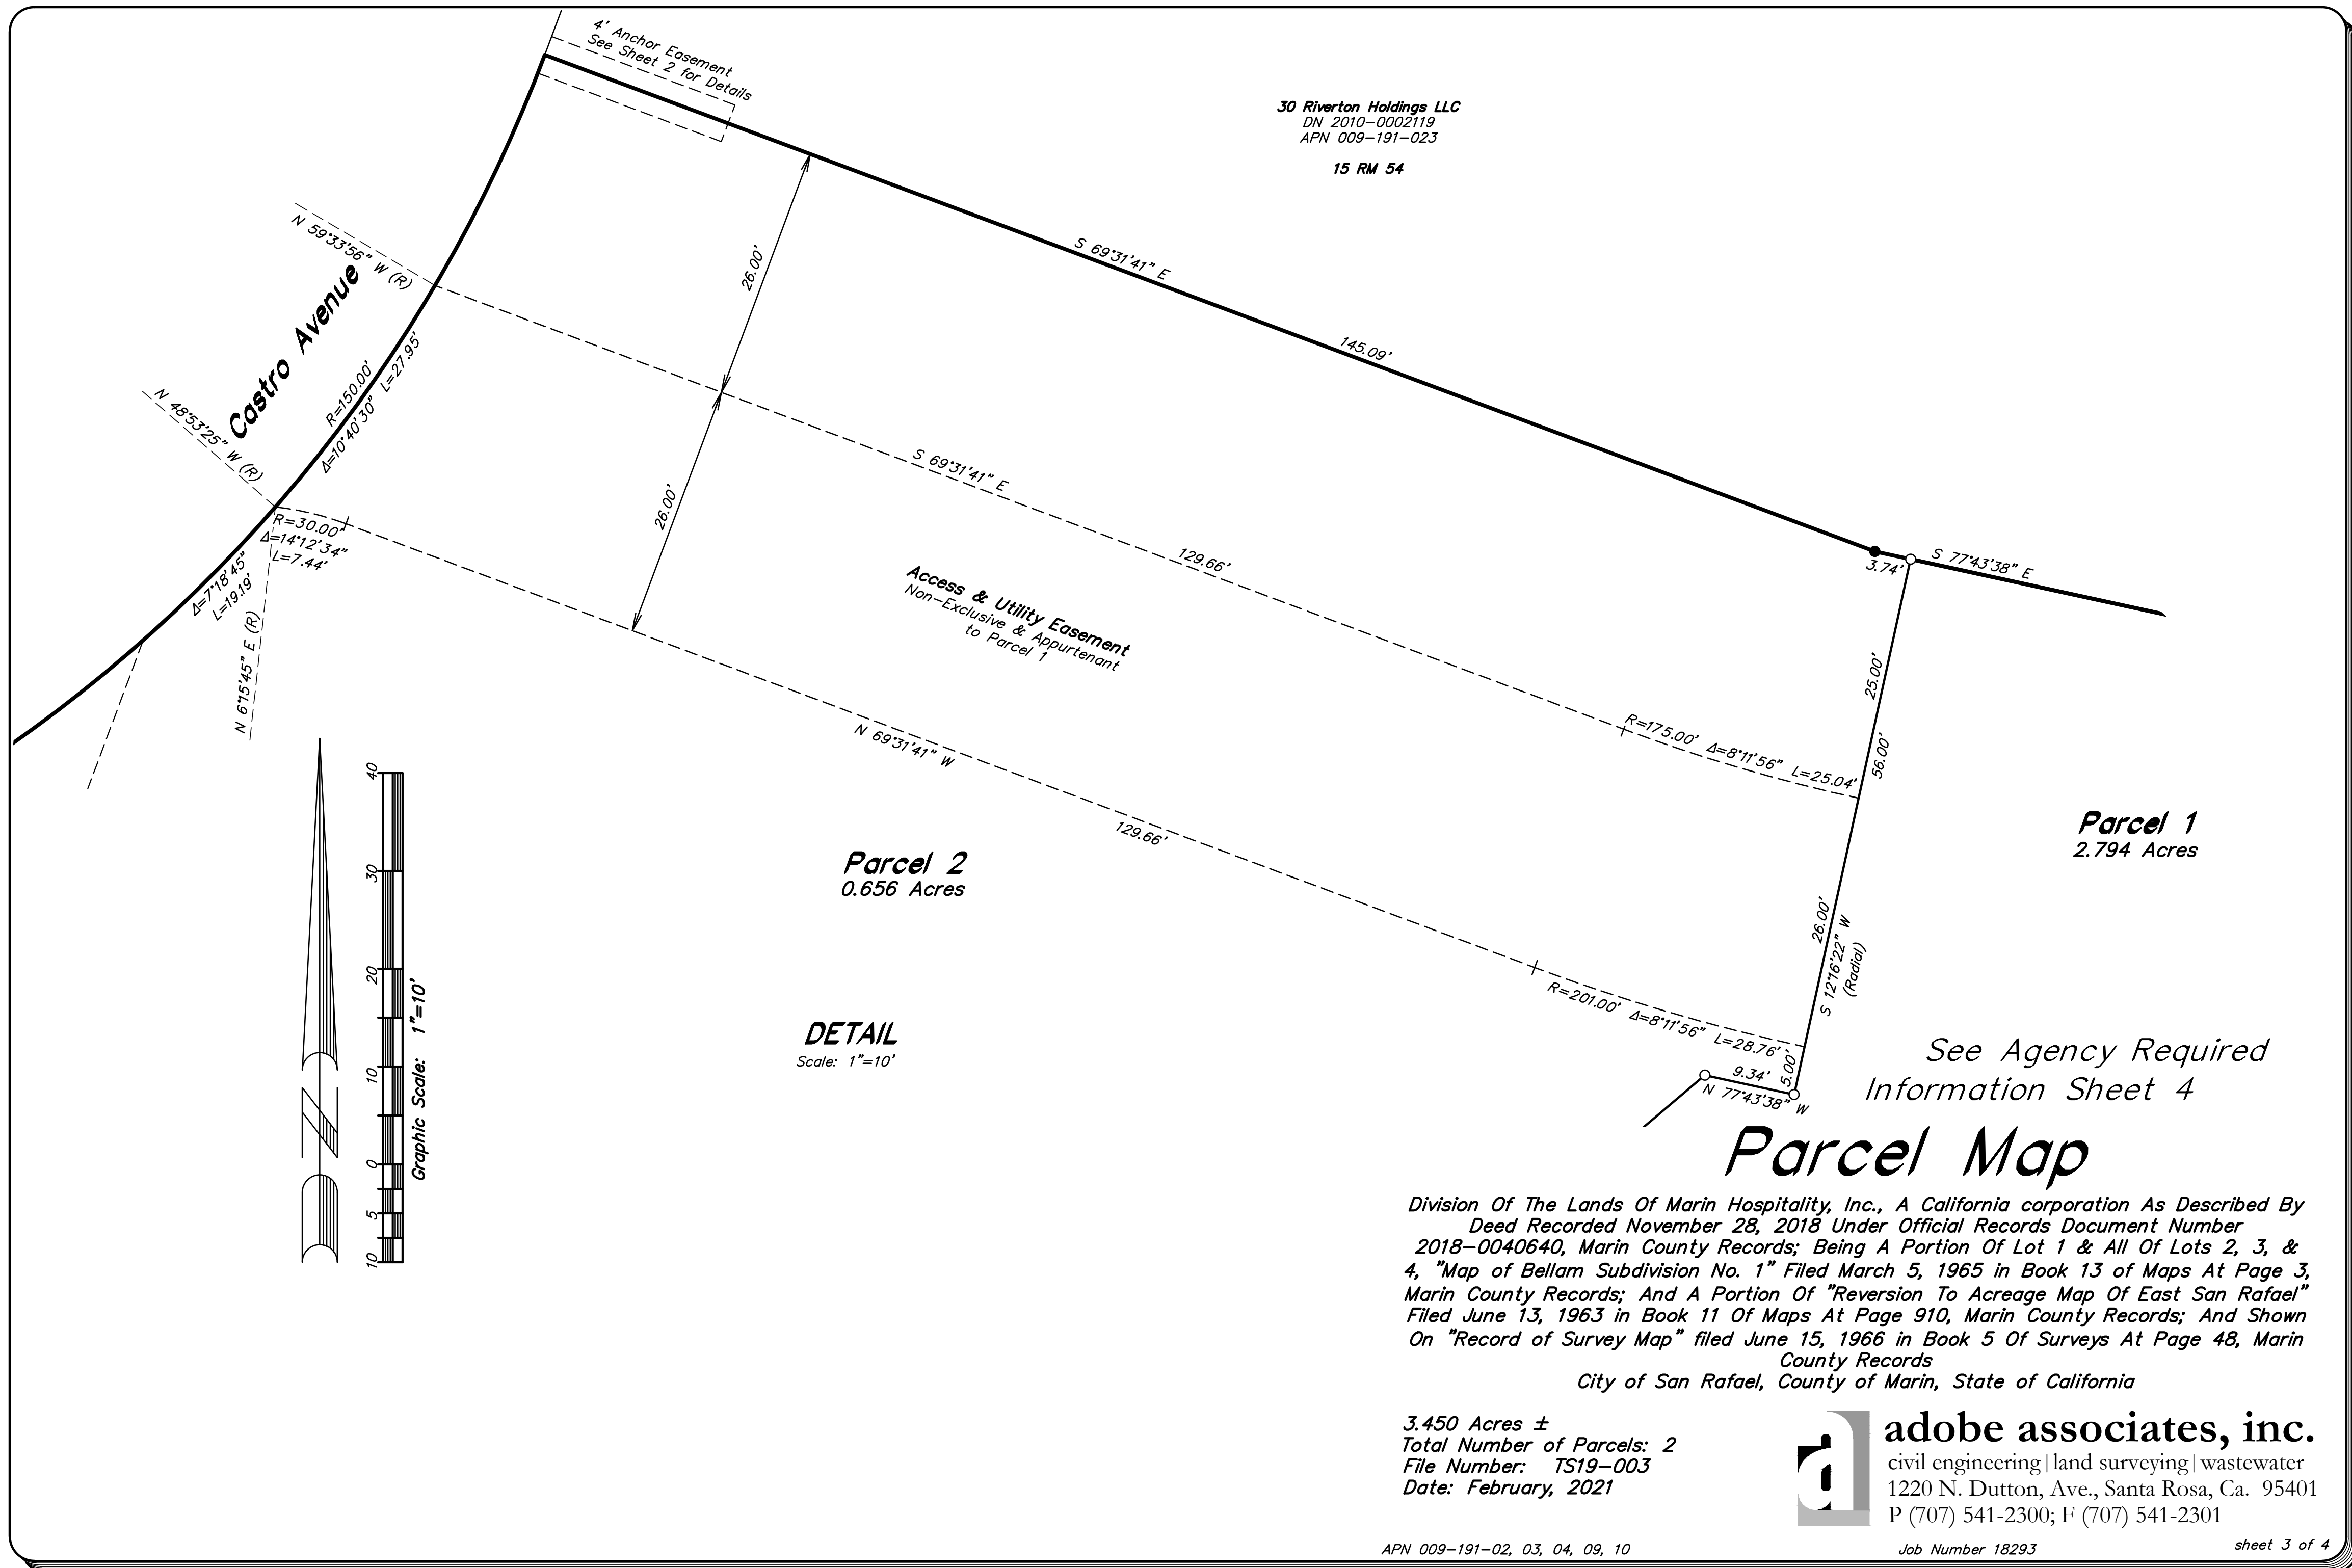 4' Anchor Easement
See Sheet 2 for Details
30 Riverton Holdings LLC
DN 2010-0002119
APN 009-191-023
15 RM 54
N 59°33'56" W (R)
Castro Avenue
N 48°53'25" W (R)
R=150.00'
Δ=10°40'30" L=27.95'
26.00'
26.00'
S 69°31'41" E
145.09'
S 69°31'41" E
129.66'
R=30.00'
Δ=14°12'34"
L=7.44'
Δ=7°18'45"
L=19.19'
N 6°15'45" E (R)
Access & Utility Easement
Non-Exclusive & Appurtenant
to Parcel 1
3.74'
S 77°43'38" E
25.00'
56.00'
R=175.00' Δ=8°11'56" L=25.04'
N 69°31'41" W
129.66'
Parcel 1
2.794 Acres
Parcel 2
0.656 Acres
26.00'
S 12°16'22" W
(Radial)
R=201.00' Δ=8°11'56" L=28.76'
5.00'
9.34'
N 77°43'38" W
40
30
20
10
0
5
10
Graphic Scale: 1"=10'
DETAIL
Scale: 1"=10'
See Agency Required
Information Sheet 4
Parcel Map
Division Of The Lands Of Marin Hospitality, Inc., A California corporation As Described By
Deed Recorded November 28, 2018 Under Official Records Document Number
2018-0040640, Marin County Records; Being A Portion Of Lot 1 & All Of Lots 2, 3, &
4, "Map of Bellam Subdivision No. 1" Filed March 5, 1965 in Book 13 of Maps At Page 3,
Marin County Records; And A Portion Of "Reversion To Acreage Map Of East San Rafael"
Filed June 13, 1963 in Book 11 Of Maps At Page 910, Marin County Records; And Shown
On "Record of Survey Map" filed June 15, 1966 in Book 5 Of Surveys At Page 48, Marin
County Records
City of San Rafael, County of Marin, State of California
3.450 Acres ±
Total Number of Parcels: 2
File Number: TS19-003
Date: February, 2021
a
adobe associates, inc.
civil engineering|land surveying|wastewater
1220 N. Dutton, Ave., Santa Rosa, Ca. 95401
P (707) 541-2300; F (707) 541-2301
APN 009-191-02, 03, 04, 09, 10
Job Number 18293
sheet 3 of 4